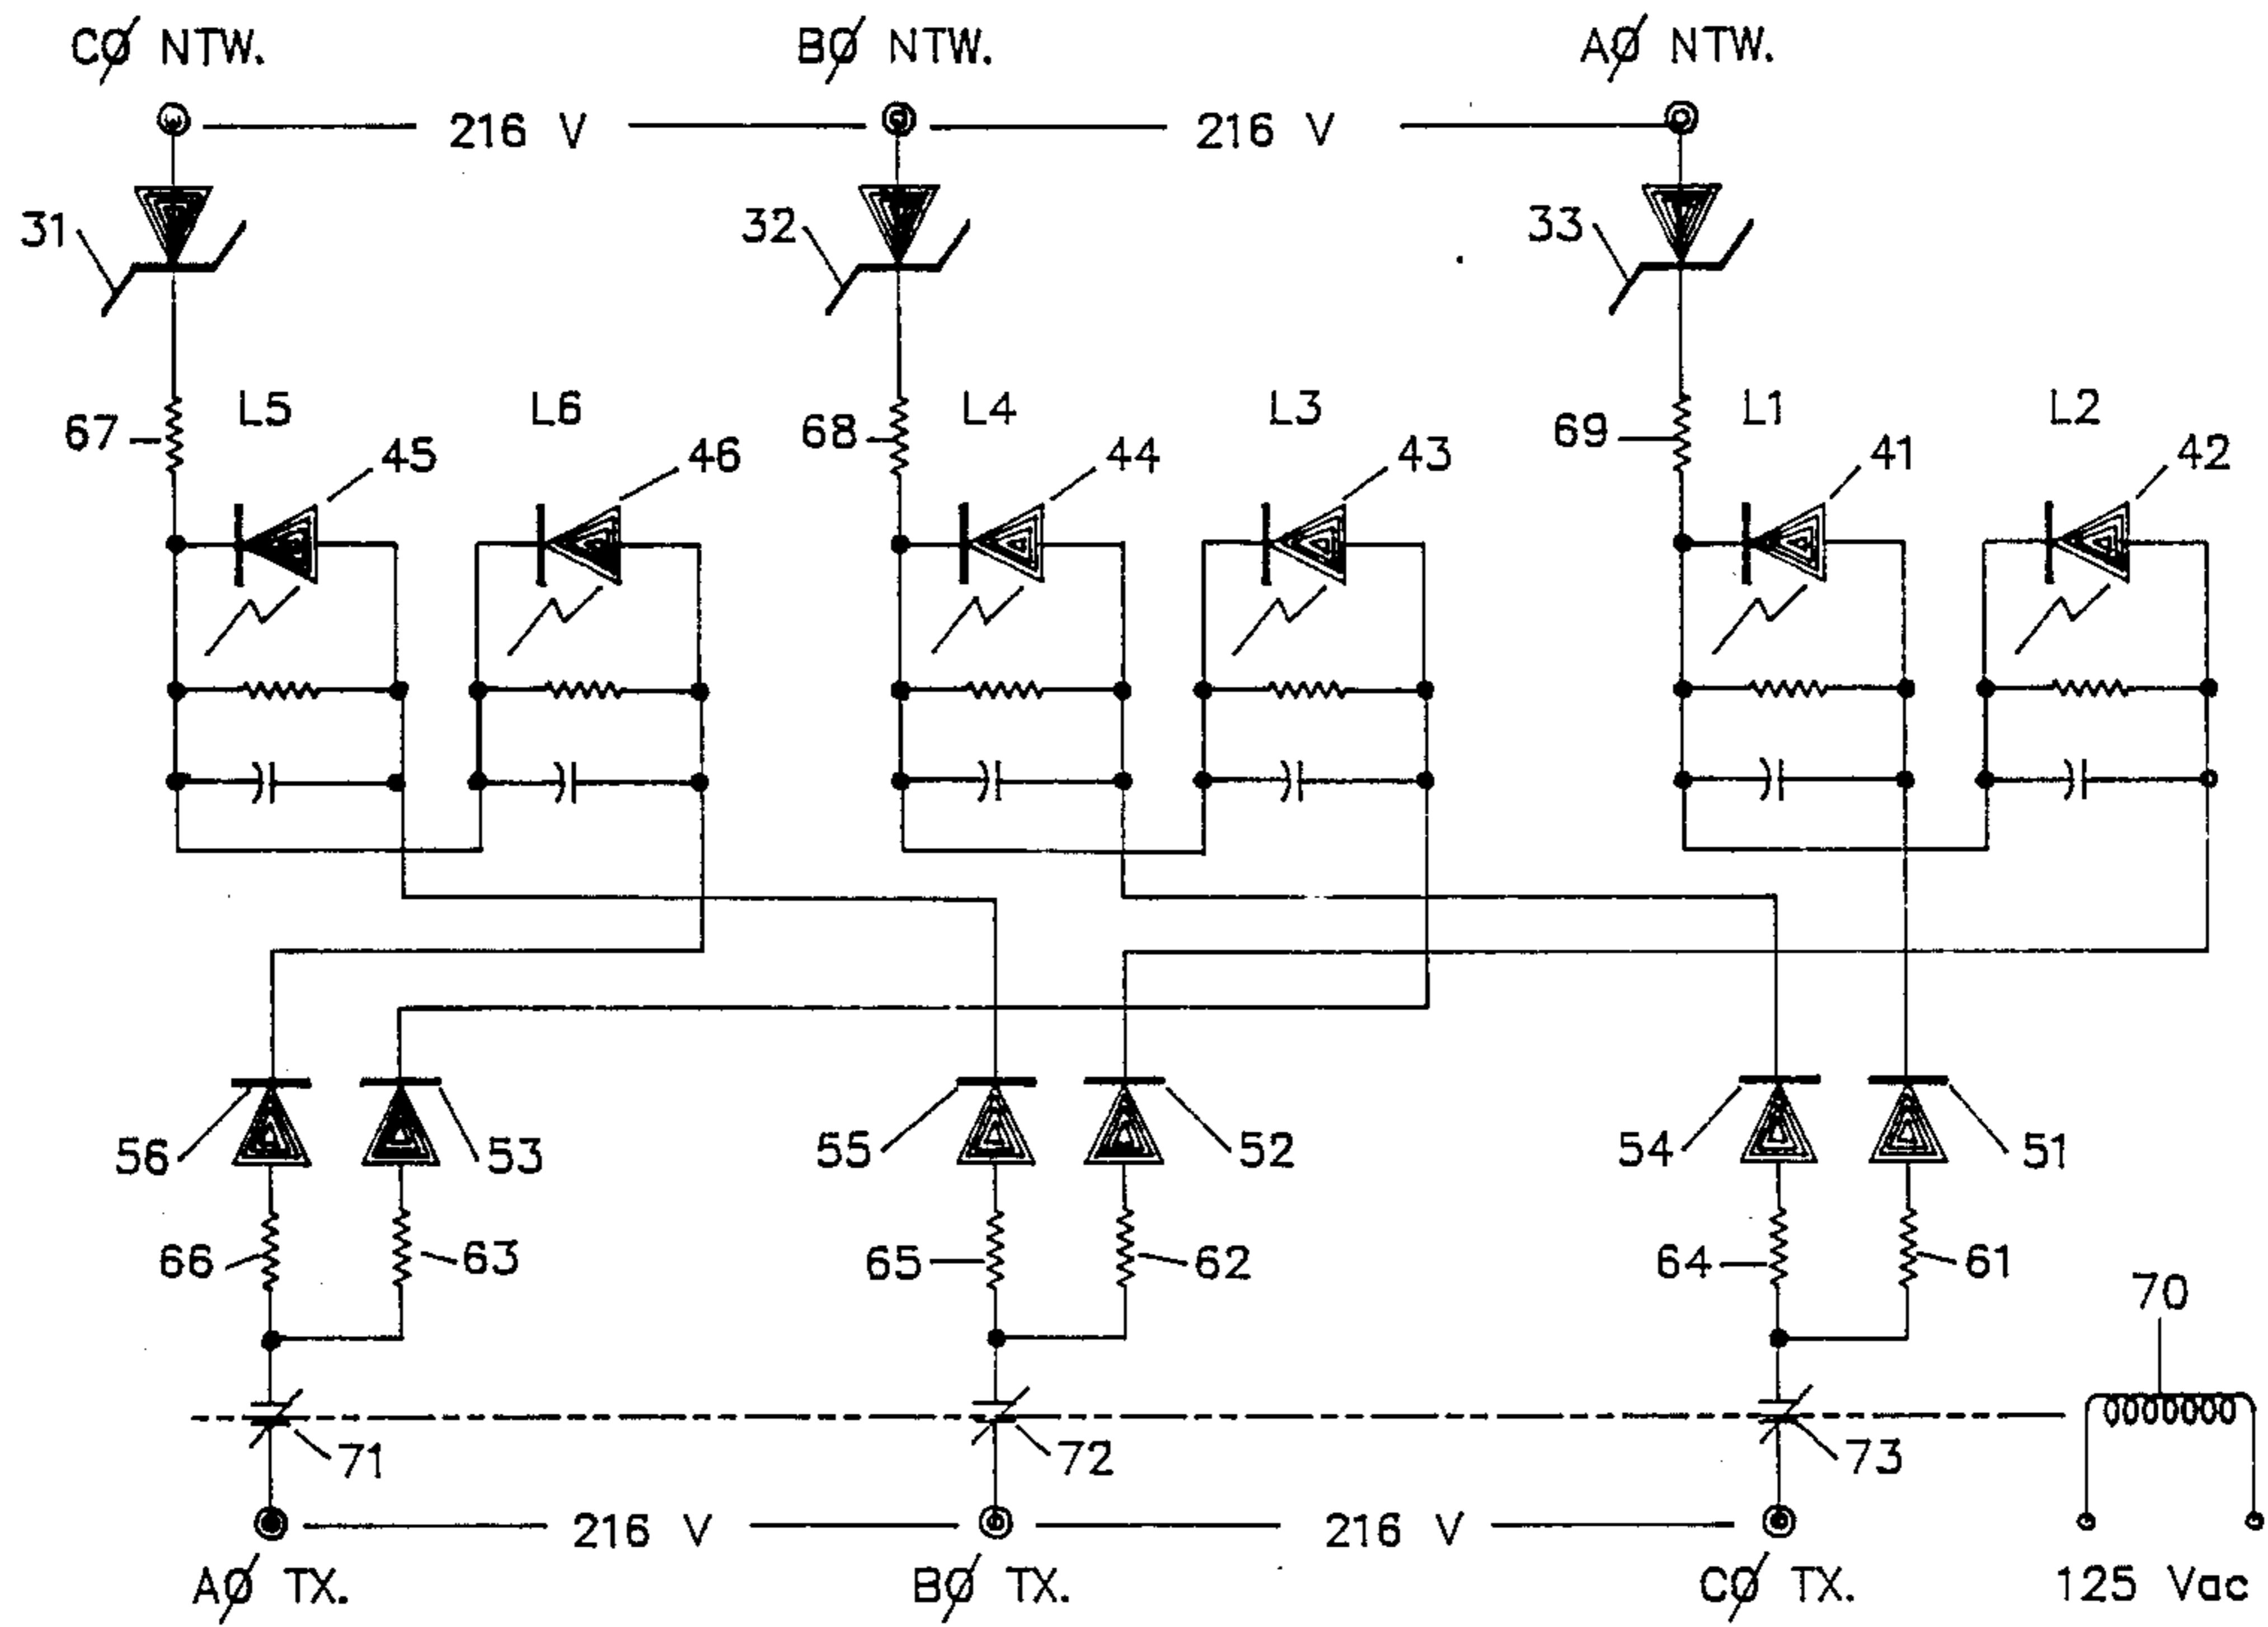 CØ NTW. BØ NTW. AØ NTW.
216 V 216 V
31 32 33
L5 L6 L4 L3 L1 L2
67 68 69
45 46 44 43 41 42
56 53 55 52 54 51
66 63 65 62 64 61
70
71 72 73
216 V 216 V
AØ TX. BØ TX. CØ TX. 125 Vac